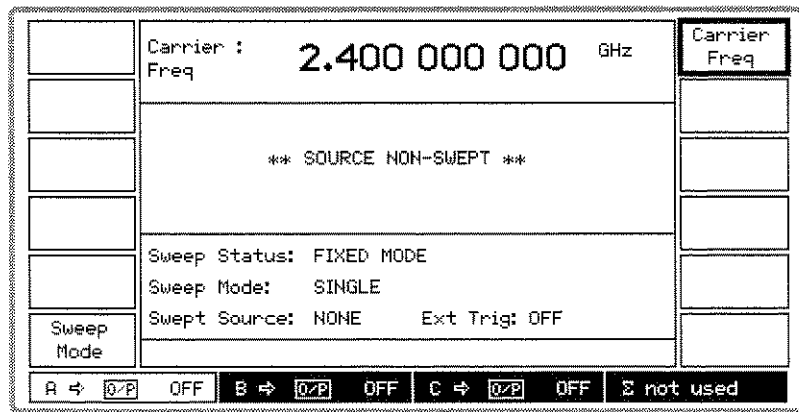 Carrier :
Freq
2.400 000 000 GHz
Carrier
Freq
** SOURCE NON-SWEPT **
Sweep Status: FIXED MODE
Sweep Mode: SINGLE
Swept Source: NONE Ext Trig: OFF
Sweep
Mode
A ⇨ O/P OFF B ⇨ O/P OFF C ⇨ O/P OFF Σ not used